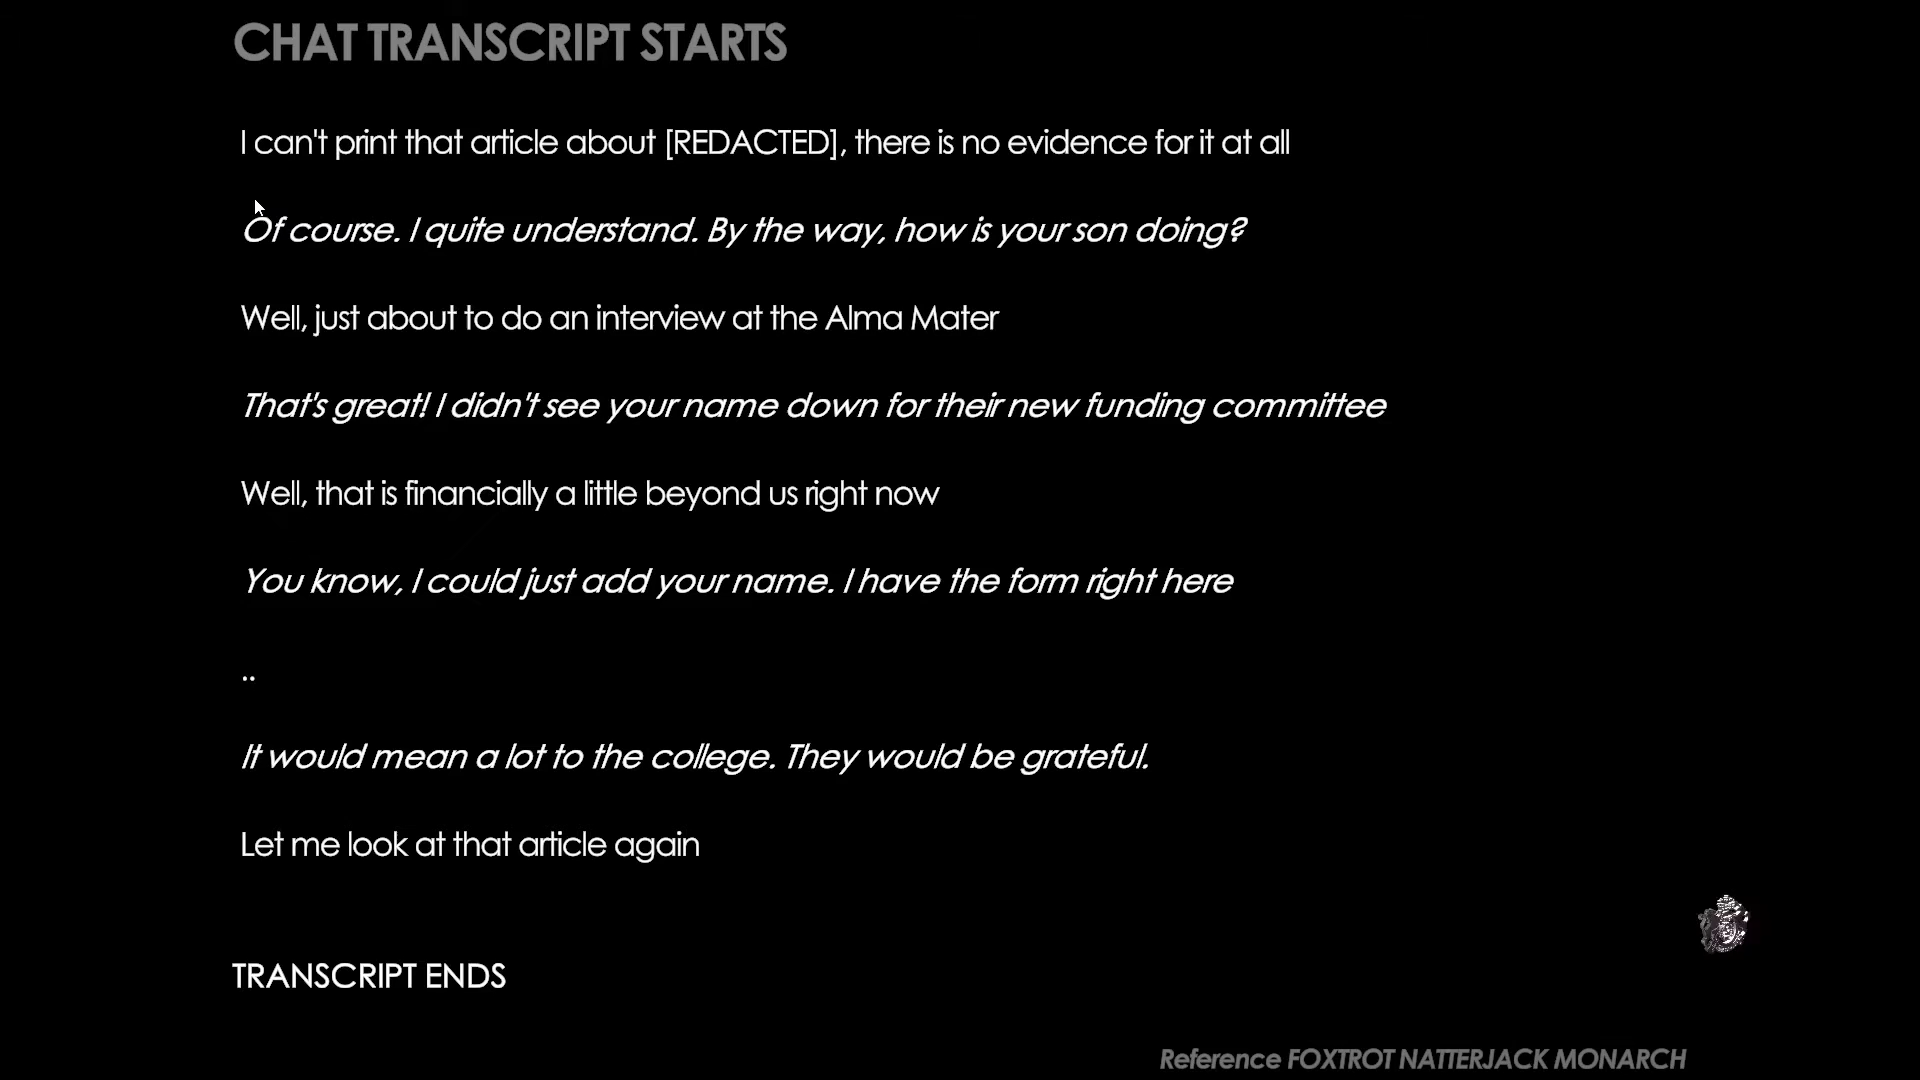 CHAT TRANSCRIPT STARTS
I can't print that article about [REDACTED], there is no evidence for it at all
Of course. I quite understand. By the way, how is your son doing?
Well, just about to do an interview at the Alma Mater
That's great! I didn't see your name down for their new funding committee
Well, that is financially a little beyond us right now
You know, I could just add your name. I have the form right here
..
It would mean a lot to the college. They would be grateful.
Let me look at that article again
TRANSCRIPT ENDS
Reference FOXTROT NATTERJACK MONARCH